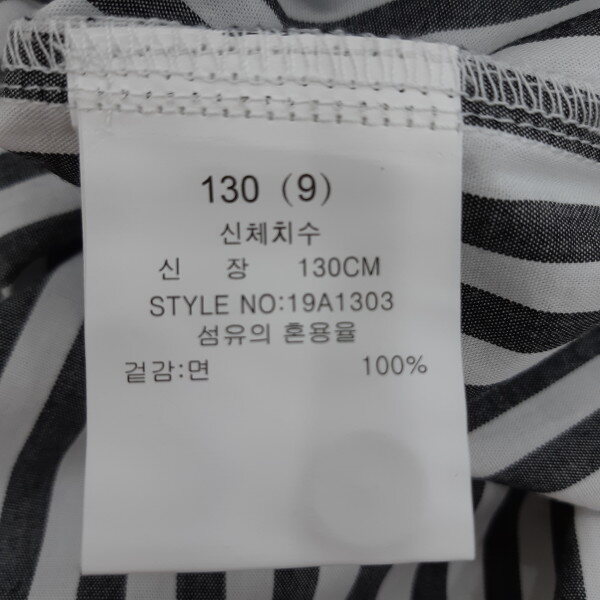 130 (9)
신체치수
신 장 130CM
STYLE NO:19A1303
섬유의 혼용율
겉감:면 100%